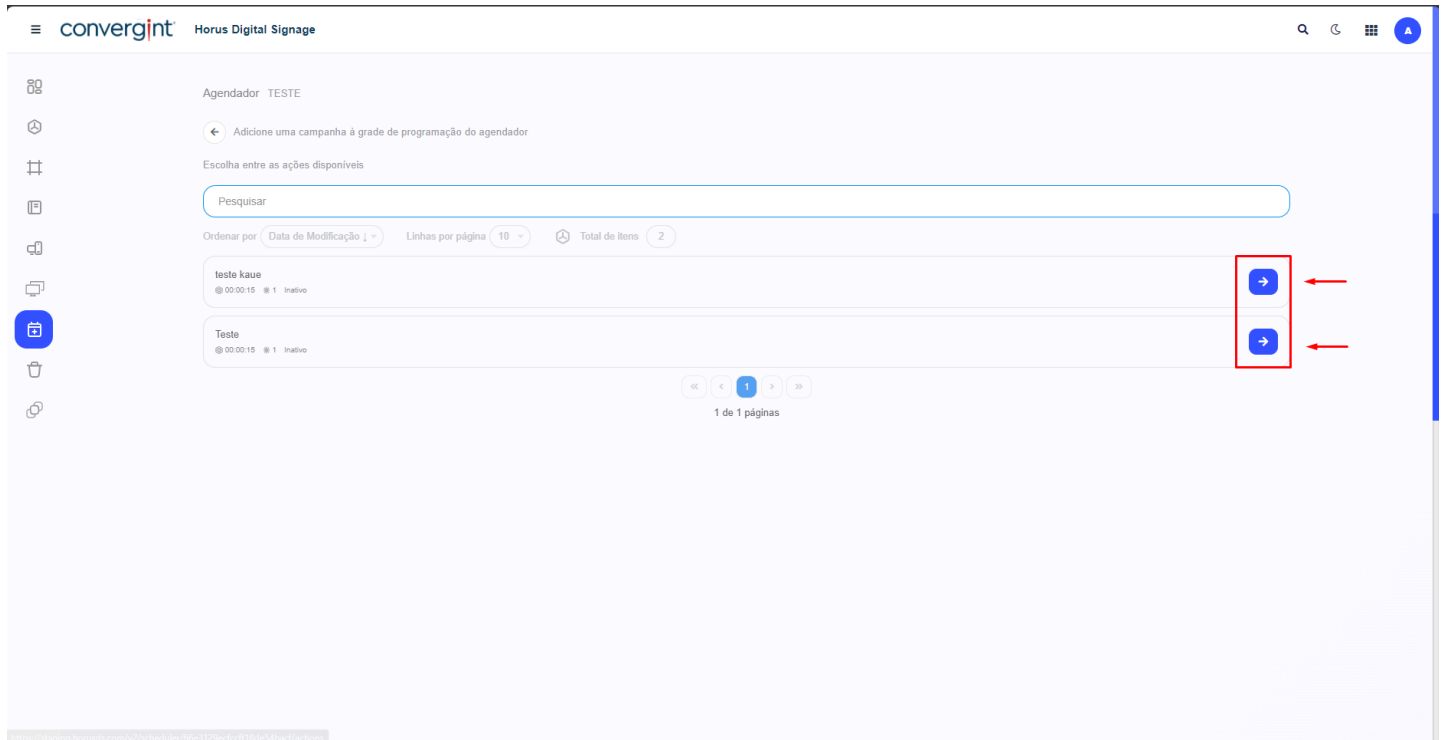 convergint Horus Digital Signage A
Agendador TESTE
Adicione uma campanha á grade de programação do agendador
Escolha entre as ações disponíveis
Pesquisar
Ordenar por Data de Modificação ↓ Linhas por página 10 Total de itens 2
teste kaue
00:00:15 1 Inativo
Teste
00:00:15 1 Inativo
« ‹ 1 › »
1 de 1 páginas